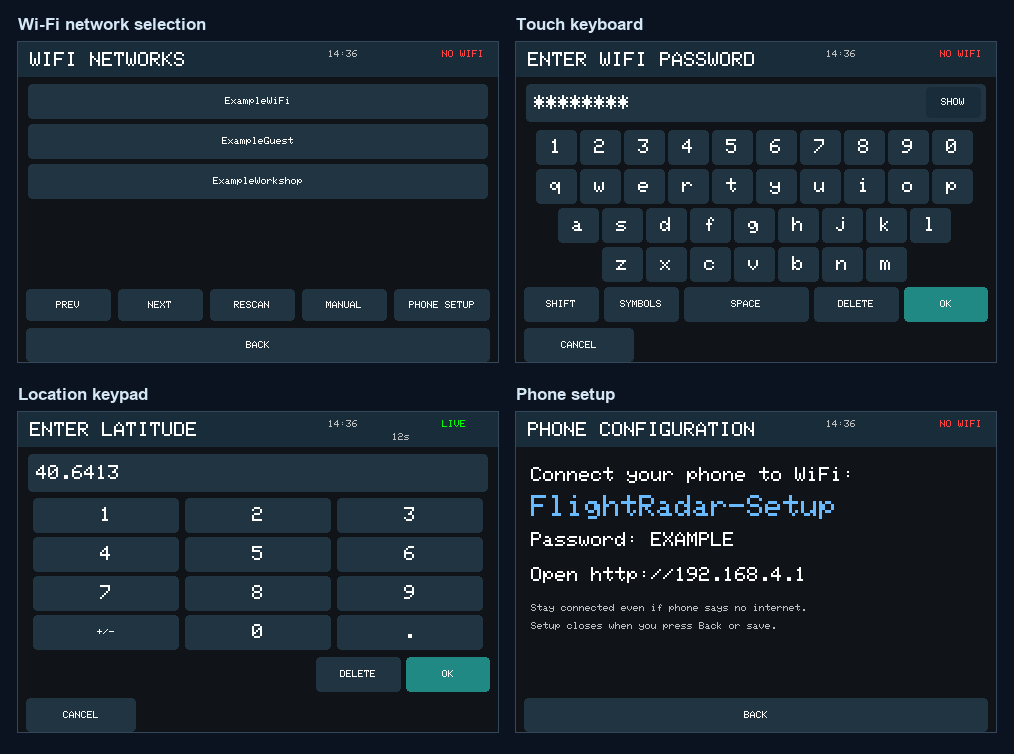 Wi-Fi network selection
WIFI NETWORKS 14:36 NO WIFI
ExampleWiFi
ExampleGuest
ExampleWorkshop
PREV NEXT RESCAN MANUAL PHONE SETUP
BACK
Touch keyboard
ENTER WIFI PASSWORD 14:36 NO WIFI
******** SHOW
1 2 3 4 5 6 7 8 9 0
q w e r t y u i o p
a s d f g h j k l
z x c v b n m
SHIFT SYMBOLS SPACE DELETE OK
CANCEL
Location keypad
ENTER LATITUDE 14:36 12s LIVE
40.6413
1 2 3
4 5 6
7 8 9
+/- 0 .
DELETE OK
CANCEL
Phone setup
PHONE CONFIGURATION 14:36 NO WIFI
Connect your phone to WiFi:
FlightRadar-Setup
Password: EXAMPLE
Open http://192.168.4.1
Stay connected even if phone says no internet.
Setup closes when you press Back or save.
BACK